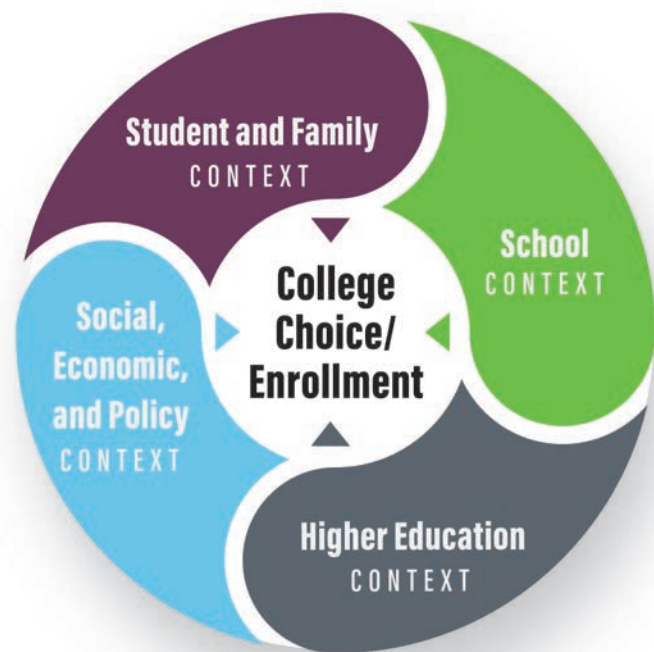 Student and Family
CONTEXT
School
CONTEXT
Social,
Economic,
and Policy
CONTEXT
College
Choice/
Enrollment
Higher Education
CONTEXT